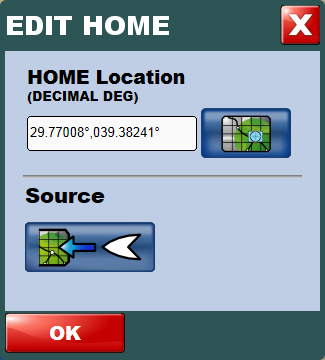 EDIT HOME
X
HOME Location
(DECIMAL DEG)
29.77008°,039.38241°
Source
OK